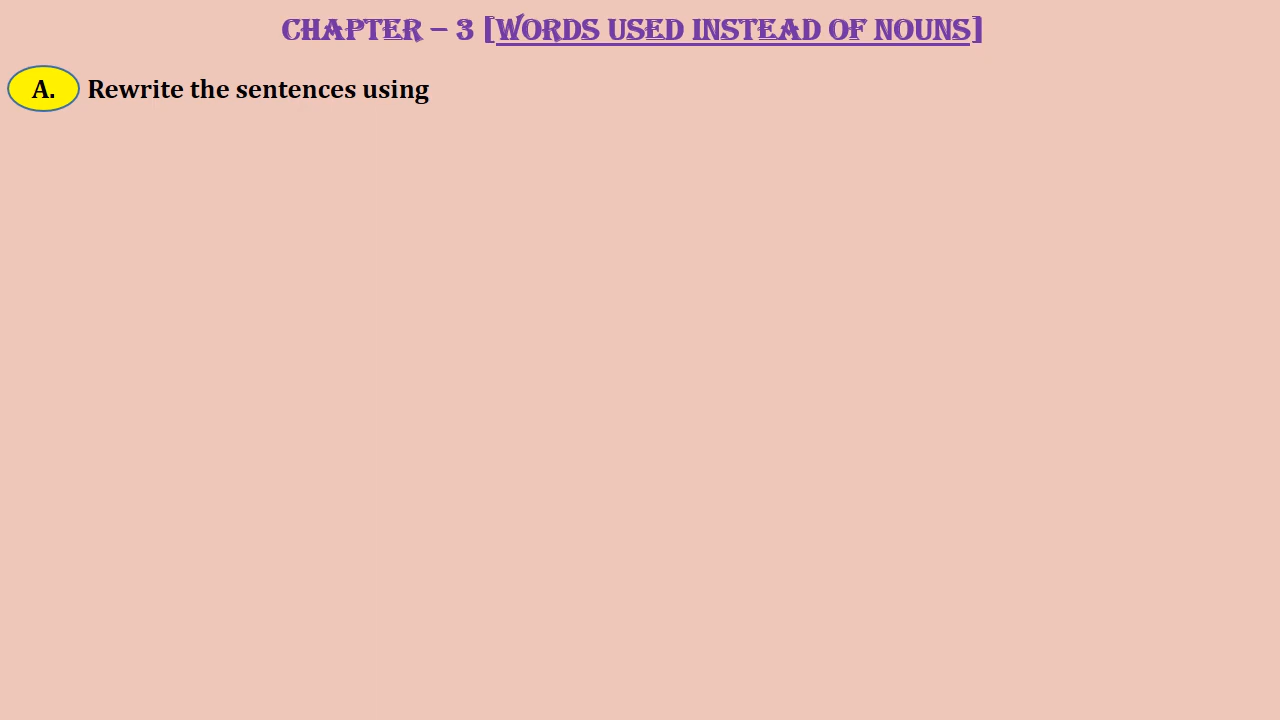 CHAPTER – 3 [WORDS USED INSTEAD OF NOUNS]
A. Rewrite the sentences using